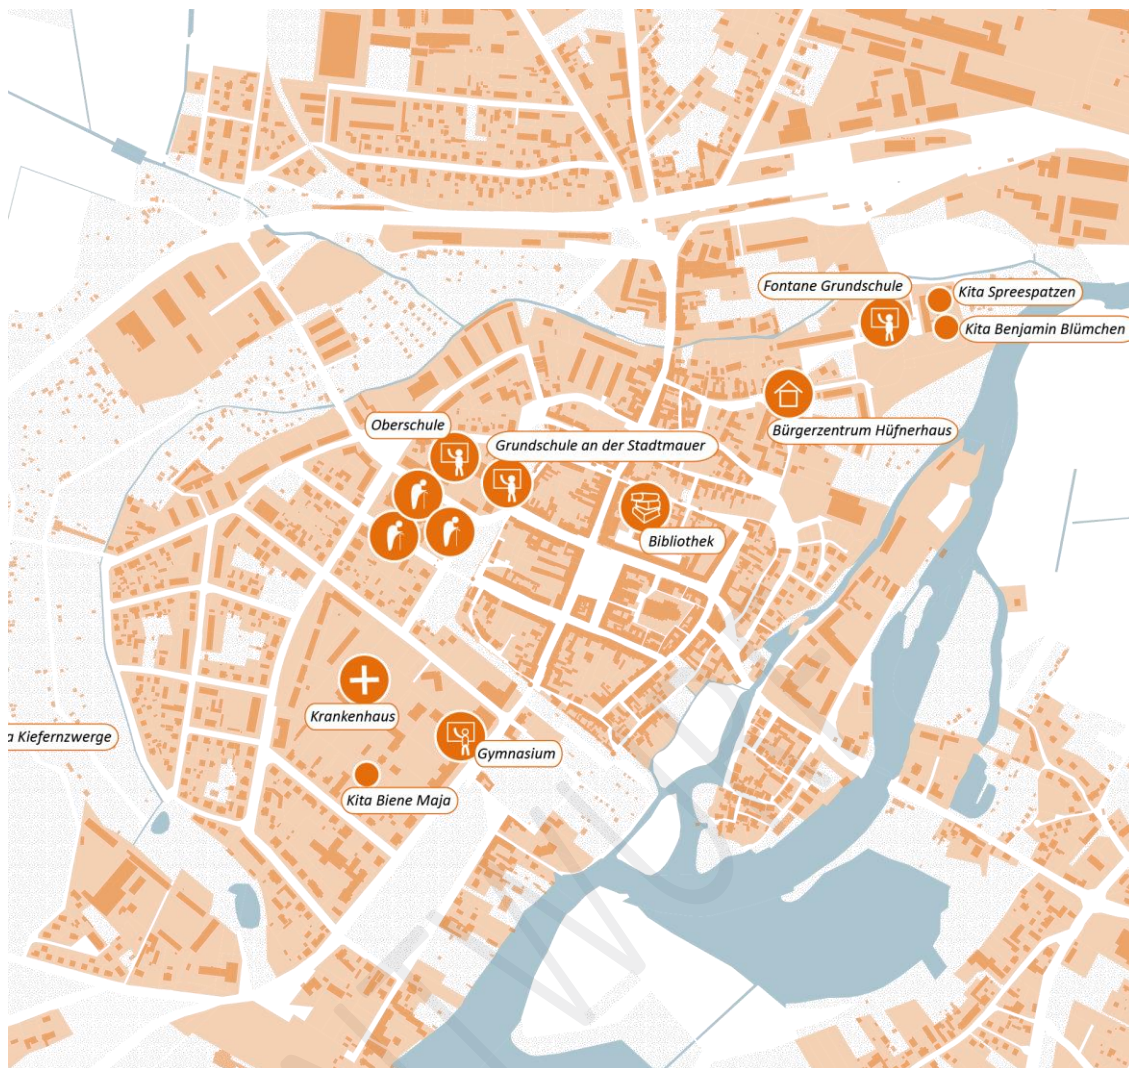 Fontane Grundschule
Kita Spreespatzen
Kita Benjamin Blümchen
Bürgerzentrum Hüfnerhaus
Oberschule
Grundschule an der Stadtmauer
Bibliothek
Krankenhaus
a Kiefernzwerge
Gymnasium
Kita Biene Maja